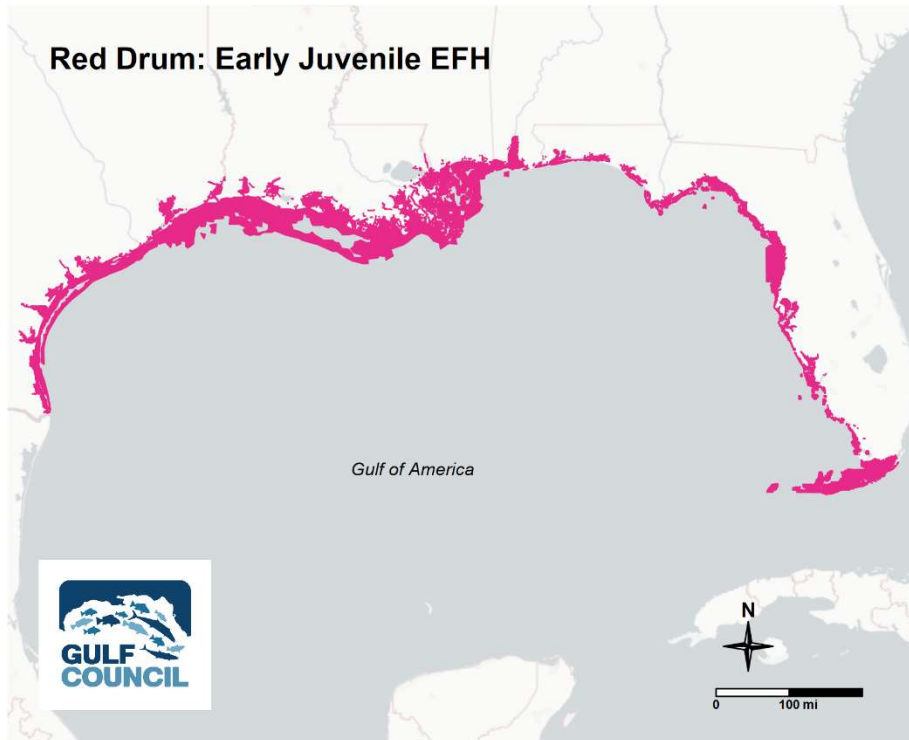 Red Drum: Early Juvenile EFH
Gulf of America
GULF
COUNCIL
N
0 100 mi